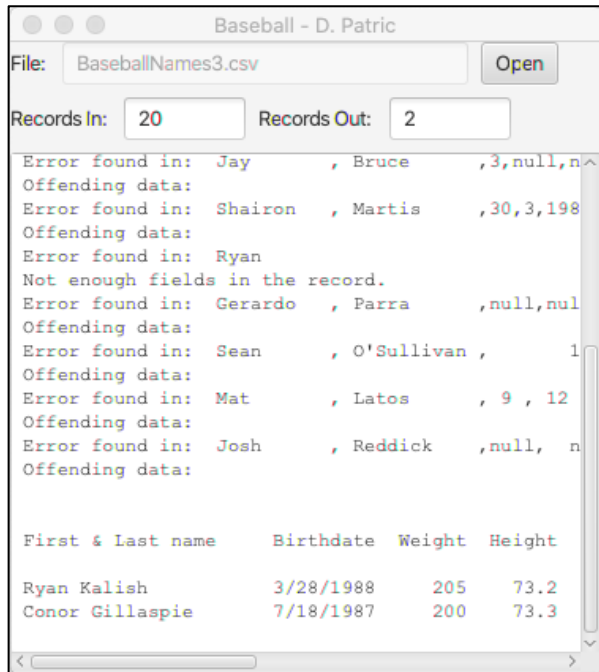 Baseball - D. Patric
File: BaseballNames3.csv Open
Records In: 20 Records Out: 2
Error found in: Jay , Bruce ,3,null,n
Offending data:
Error found in: Shairon , Martis ,30,3,198
Offending data:
Error found in: Ryan
Not enough fields in the record.
Error found in: Gerardo , Parra ,null,nul
Offending data:
Error found in: Sean , O'Sullivan , 1
Offending data:
Error found in: Mat , Latos , 9 , 12
Offending data:
Error found in: Josh , Reddick ,null, n
Offending data:
First & Last name Birthdate Weight Height
Ryan Kalish 3/28/1988 205 73.2
Conor Gillaspie 7/18/1987 200 73.3